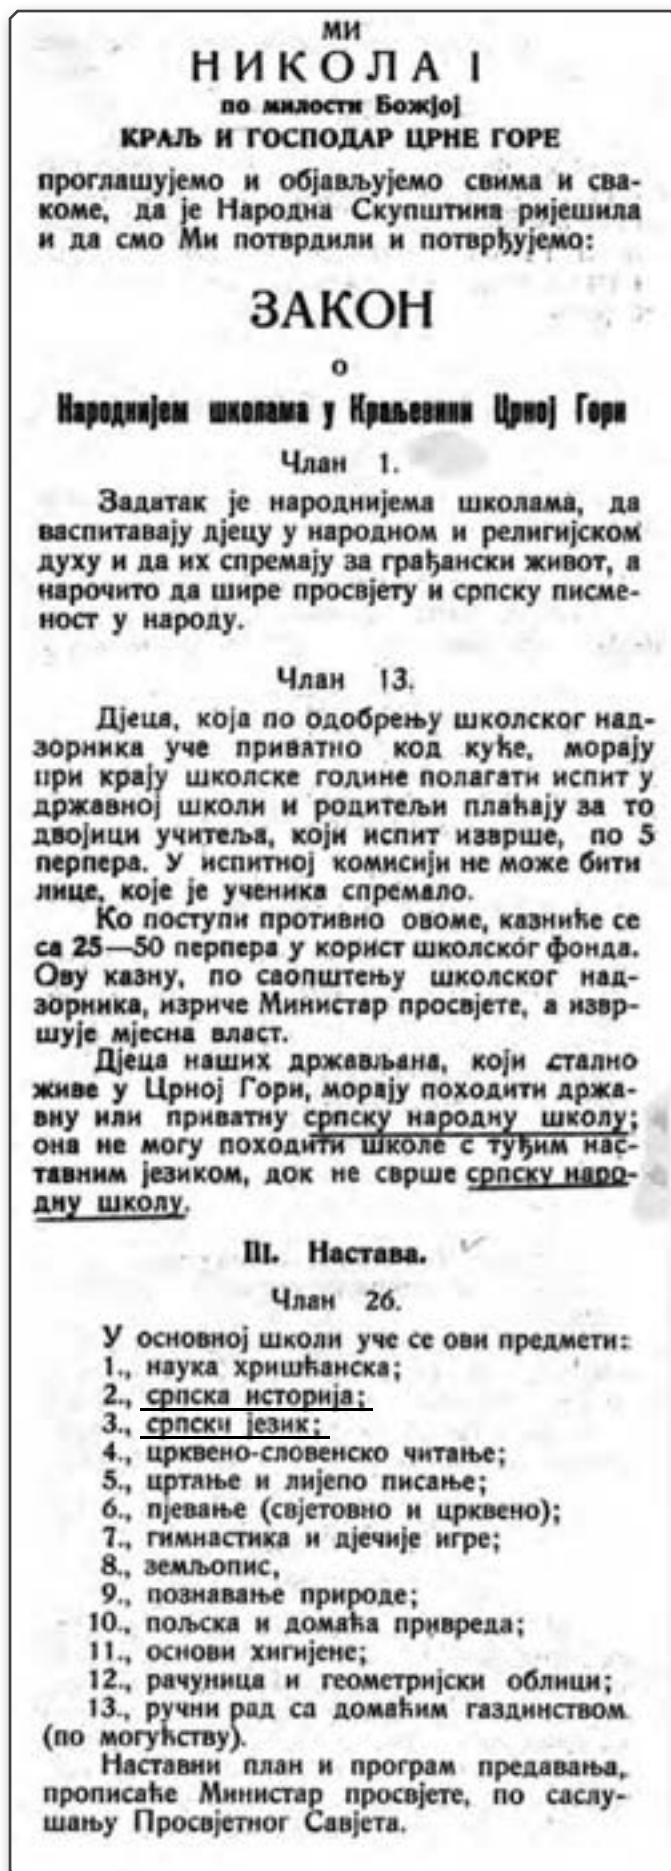 МИ
НИКОЛА I
по милости Божјој
КРАЉ И ГОСПОДАР ЦРНЕ ГОРЕ
проглашујемо и објављујемо свима и сва-
коме, да је Народна Скупштина ријешила
и да смо Ми потврдили и потврђујемо:
ЗАКОН
о
Народнијем школама у Краљевини Црној Гори
Члан 1.
Задатак је народнијема школама, да
васпитавају дјецу у народном и религијском
духу и да их спремају за грађански живот, а
нарочито да шире просвјету и српску писме-
ност у народу.
Члан 13.
Дјеца, која по одобрењу школског над-
зорника уче приватно код куће, морају
при крају школске године полагати испит у
државној школи и родитељи плаћају за то
двојици учитеља, који испит изврше, по 5
перпера. У испитној комисији не може бити
лице, које је ученика спремало.
Ко поступи противно овоме, казниће се
са 25—50 перпера у корист школског фонда.
Ову казну, по саопштењу школског над-
зорника, изриче Министар просвјете, а извр-
шује мјесна власт.
Дјеца наших држављана, који стално
живе у Црној Гори, морају походити држа-
вну или приватну српску народну школу;
она не могу походити школе с туђим нас-
тавним језиком, док не сврше српску наро-
дну школу.
III. Настава.
Члан 26.
У основној школи уче се ови предмети:
1., наука хришћанска;
2., српска историја;
3., српски језик;
4., црквено-словенско читање;
5., цртање и лијепо писање;
6., пјевање (свјетовно и црквено);
7., гимнастика и дјечије игре;
8., земљопис,
9., познавање природе;
10., пољска и домаћа привреда;
11., основи хигијене;
12., рачуница и геометријски облици;
13., ручни рад са домаћим газдинством
(по могућству).
Наставни план и програм предавања,
прописаће Министар просвјете, по саслу-
шању Просвјетног Савјета.